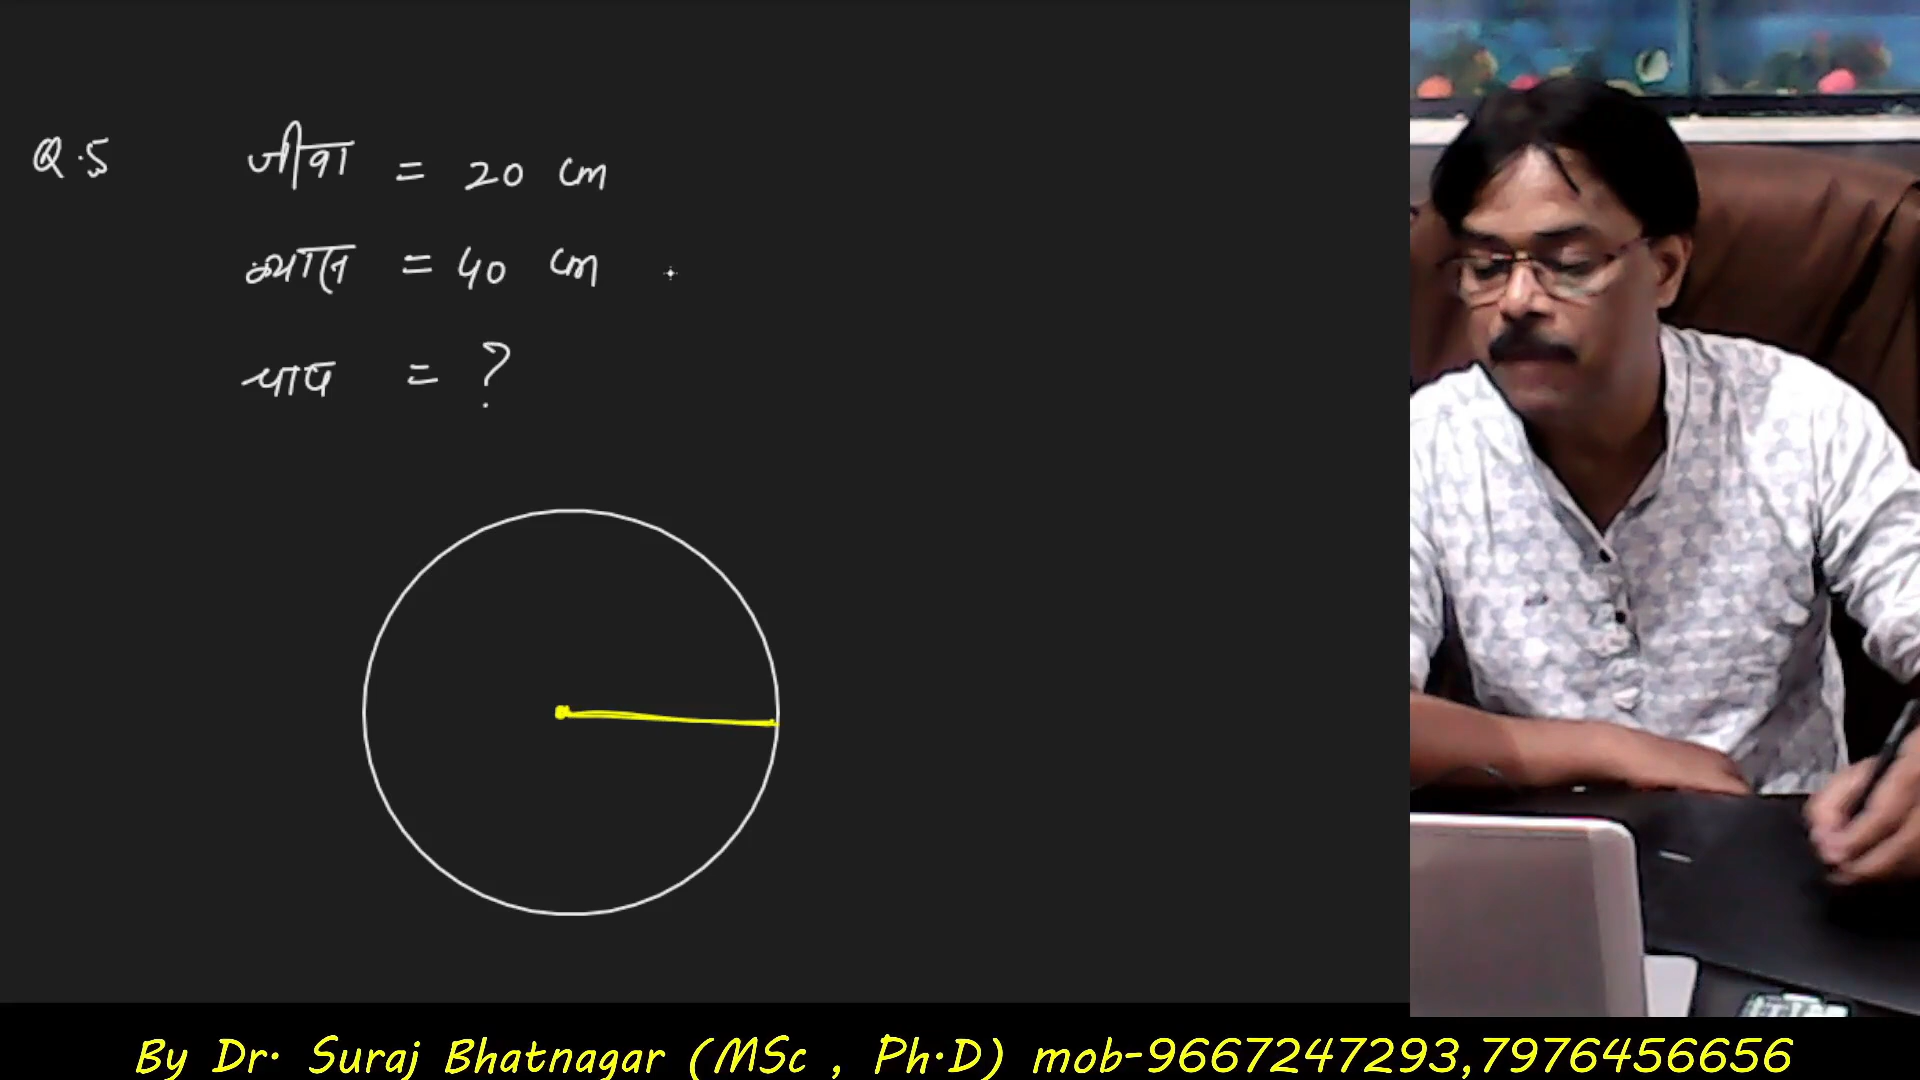 Q.5 जीवा = 20 cm
व्यास = 40 cm
चाप = ?
By Dr. Suraj Bhatnagar (MSc , Ph.D) mob-9667247293,7976456656